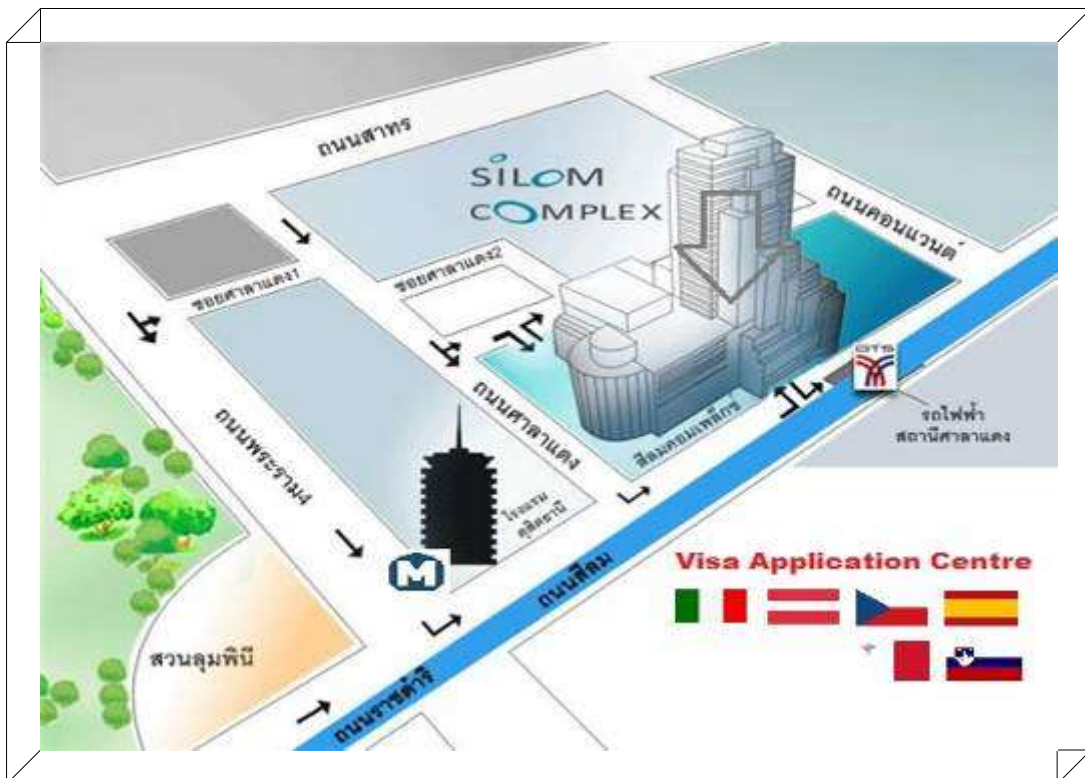 ถนนสาทร
SILOM
COMPLEX
ถนนคอนแวนต์
ซอยศาลาแดง1
ซอยศาลาแดง2
BTS
รถไฟฟ้า
สถานีศาลาแดง
สีลมคอมเพล็กซ์
ถนนศาลาแดง
ถนนพระราม4
โรงแรม
ดุสิตธานี
M
ถนนสีลม
Visa Application Centre
สวนลุมพินี
ถนนราชดำริ